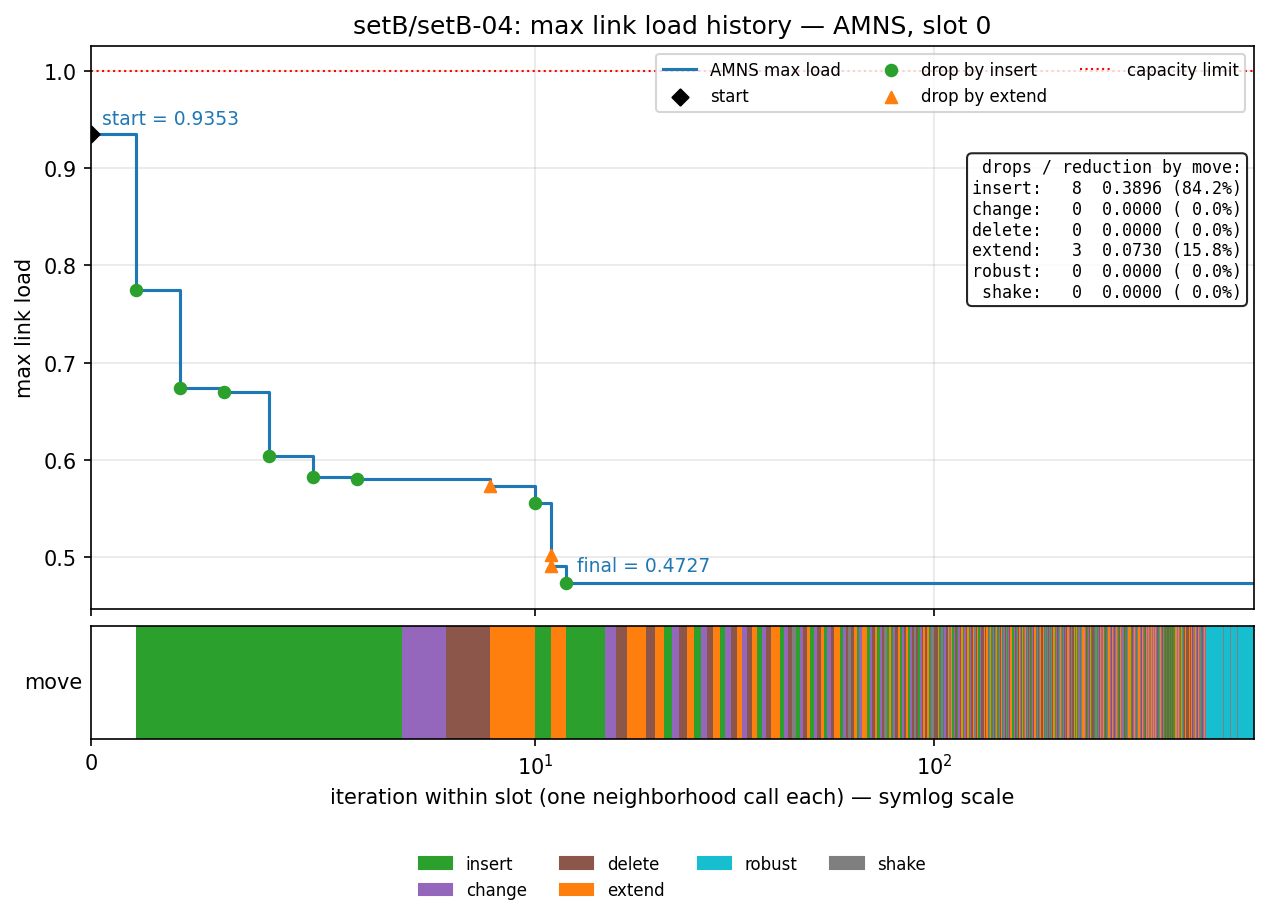 setB/setB-04: max link load history — AMNS, slot 0
AMNS max load
start
drop by insert
drop by extend
capacity limit
1.0
0.9
0.8
0.7
0.6
0.5
max link load
start = 0.9353
drops / reduction by move:
insert: 8 0.3896 (84.2%)
change: 0 0.0000 ( 0.0%)
delete: 0 0.0000 ( 0.0%)
extend: 3 0.0730 (15.8%)
robust: 0 0.0000 ( 0.0%)
shake: 0 0.0000 ( 0.0%)
final = 0.4727
move
0 10¹ 10²
iteration within slot (one neighborhood call each) — symlog scale
insert delete robust shake
change extend